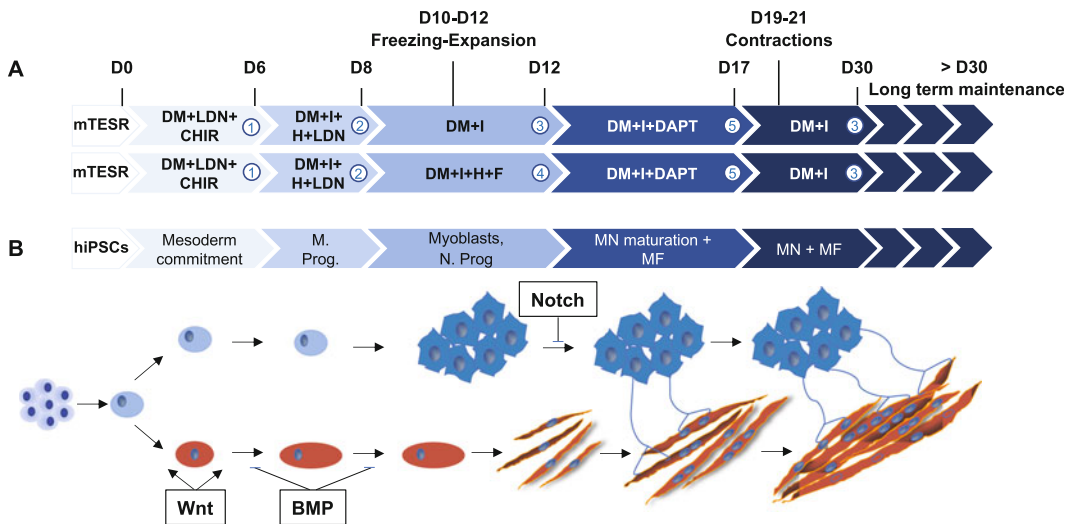 D10-D12
Freezing-Expansion
D19-21
Contractions
A
D0
D6
D8
D12
D17
D30
> D30
Long term maintenance
mTESR
DM+LDN+
CHIR
1
DM+I+
H+LDN
2
DM+I
3
DM+I+DAPT
5
DM+I
3
mTESR
DM+LDN+
CHIR
1
DM+I+
H+LDN
2
DM+I+H+F
4
DM+I+DAPT
5
DM+I
3
B
hiPSCs
Mesoderm
commitment
M.
Prog.
Myoblasts,
N. Prog
MN maturation +
MF
MN + MF
Notch
Wnt
BMP